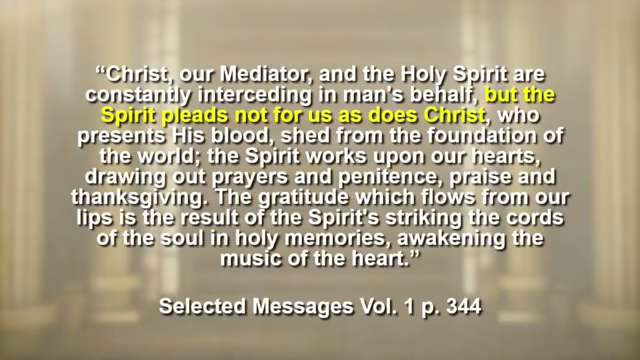 “Christ, our Mediator, and the Holy Spirit are
constantly interceding in man's behalf, but the
Spirit pleads not for us as does Christ, who
presents His blood, shed from the foundation of
the world; the Spirit works upon our hearts,
drawing out prayers and penitence, praise and
thanksgiving. The gratitude which flows from our
lips is the result of the Spirit's striking the cords
of the soul in holy memories, awakening the
music of the heart.”
Selected Messages Vol. 1 p. 344